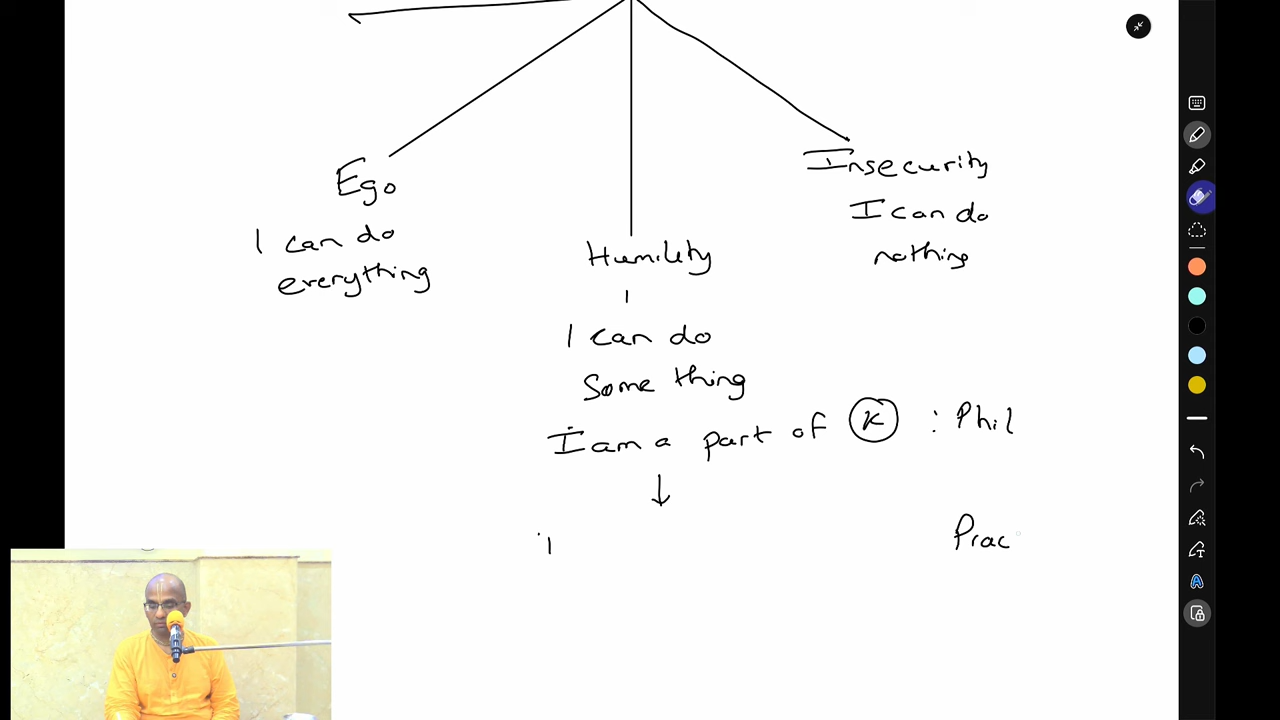 Ego
I can do
everything
Humility
I can do
Some thing
I am a part of K : Phil
Insecurity
I can do
nothing
Prac